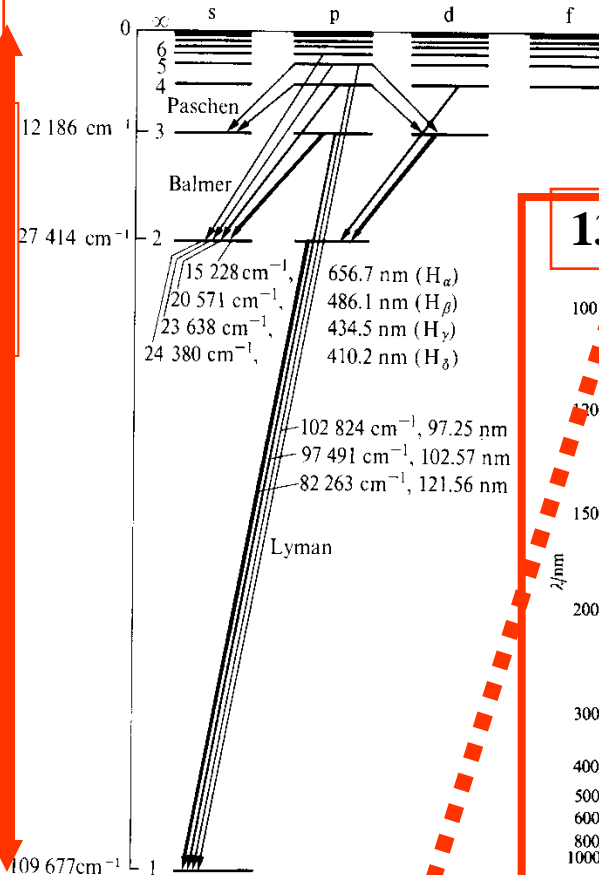 s p d f
0 ∞
6
5
4
Paschen
12 186 cm⁻¹ 3
Balmer
27 414 cm⁻¹ 2
15 228 cm⁻¹, 656.7 nm (Hα)
20 571 cm⁻¹, 486.1 nm (Hβ)
23 638 cm⁻¹, 434.5 nm (Hγ)
24 380 cm⁻¹, 410.2 nm (Hδ)
102 824 cm⁻¹, 97.25 nm
97 491 cm⁻¹, 102.57 nm
82 263 cm⁻¹, 121.56 nm
Lyman
109 677cm⁻¹ 1
100
120
150
λ/nm
200
300
400
500
600
800
1000